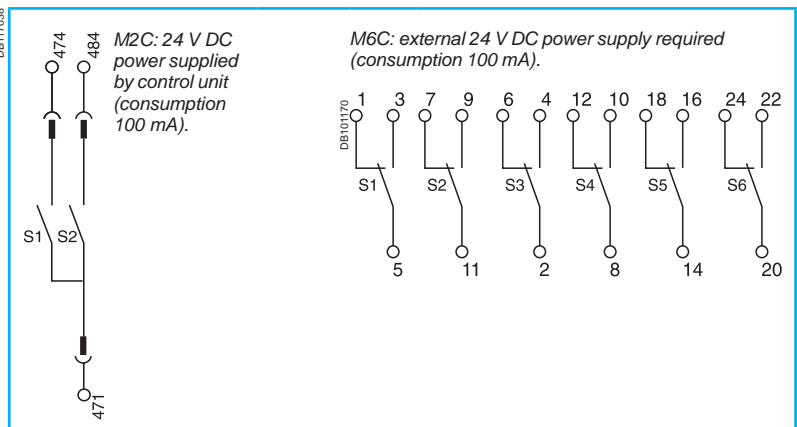 DB117038
474
484
M2C: 24 V DC
power supplied
by control unit
(consumption
100 mA).
S1
S2
471
M6C: external 24 V DC power supply required
(consumption 100 mA).
DB101170
1 3 7 9 6 4 12 10 18 16 24 22
S1 S2 S3 S4 S5 S6
5 11 2 8 14 20